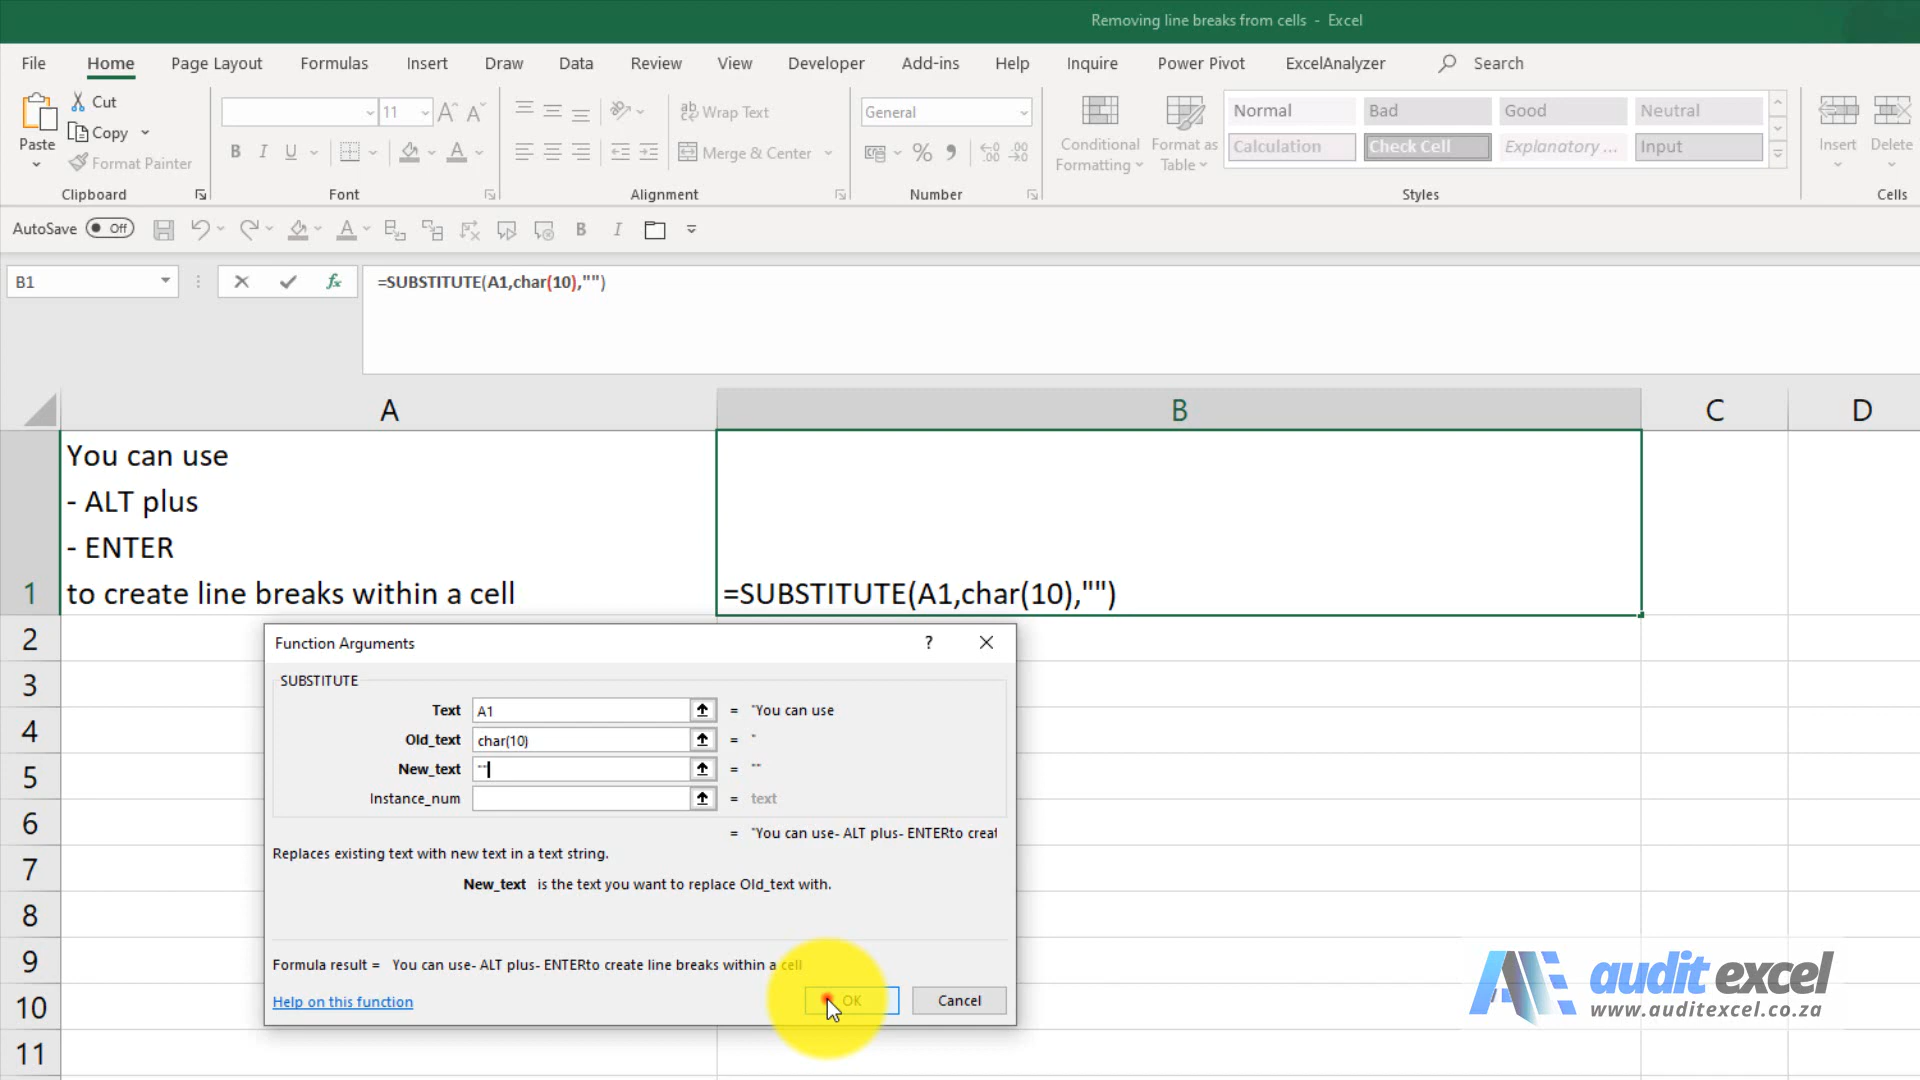 Removing line breaks from cells - Excel
File Home Page Layout Formulas Insert Draw Data Review View Developer Add-ins Help Inquire Power Pivot ExcelAnalyzer Search
Cut
Copy
Format Painter
Paste
Clipboard
11
B I U
Font
ab Wrap Text
Merge & Center
Alignment
General
% 
Number
Conditional Formatting
Format as Table
Normal Bad Good Neutral
Calculation Check Cell Explanatory ... Input
Styles
Insert Delete
Cells
AutoSave Off
B I
B1 fx =SUBSTITUTE(A1,char(10),"")
A B C D
You can use
- ALT plus
- ENTER
1 to create line breaks within a cell =SUBSTITUTE(A1,char(10),"")
2
3
4
5
6
7
8
9
10
11
Function Arguments ?
SUBSTITUTE
Text A1 = "You can use
Old_text char(10) = "
New_text "" = ""
Instance_num = text
= "You can use- ALT plus- ENTERto creat
Replaces existing text with new text in a text string.
New_text is the text you want to replace Old_text with.
Formula result = You can use- ALT plus- ENTERto create line breaks within a cell
Help on this function OK Cancel
audit excel
www.auditexcel.co.za